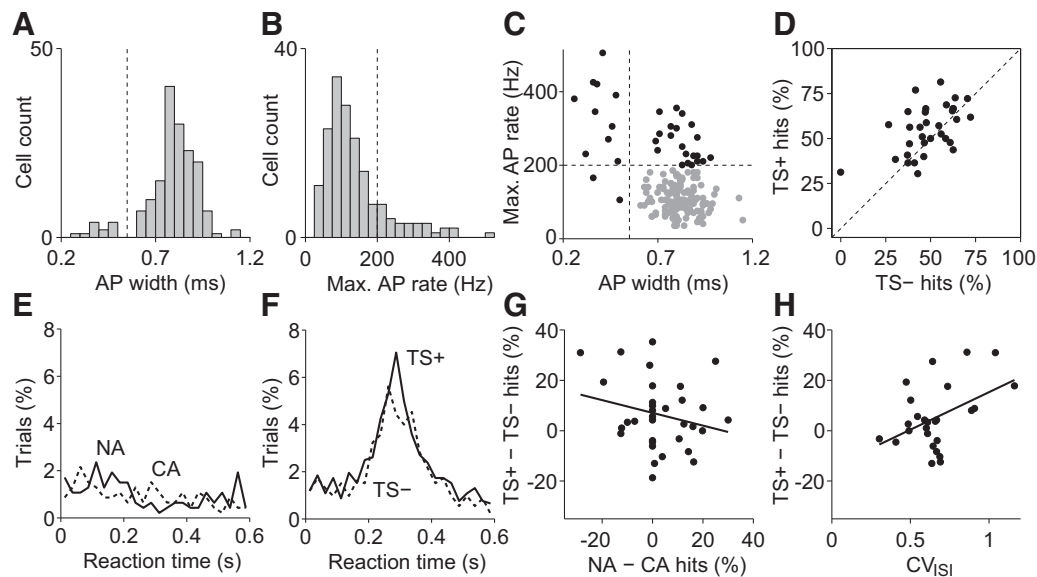 A
50
Cell count
0
0.2
0.7
1.2
AP width (ms)
B
40
Cell count
0
0
200
400
Max. AP rate (Hz)
C
Max. AP rate (Hz)
400
200
0
0.2
0.7
1.2
AP width (ms)
D
TS+ hits (%)
100
75
50
25
0
0
25
50
75
100
TS− hits (%)
E
Trials (%)
8
6
4
2
0
NA
CA
0
0.2
0.4
0.6
Reaction time (s)
F
Trials (%)
8
6
4
2
0
TS+
TS−
0
0.2
0.4
0.6
Reaction time (s)
G
TS+ − TS− hits (%)
40
20
0
-20
-20
0
20
40
NA − CA hits (%)
H
TS+ − TS− hits (%)
40
20
0
-20
0
0.5
1
CVISI